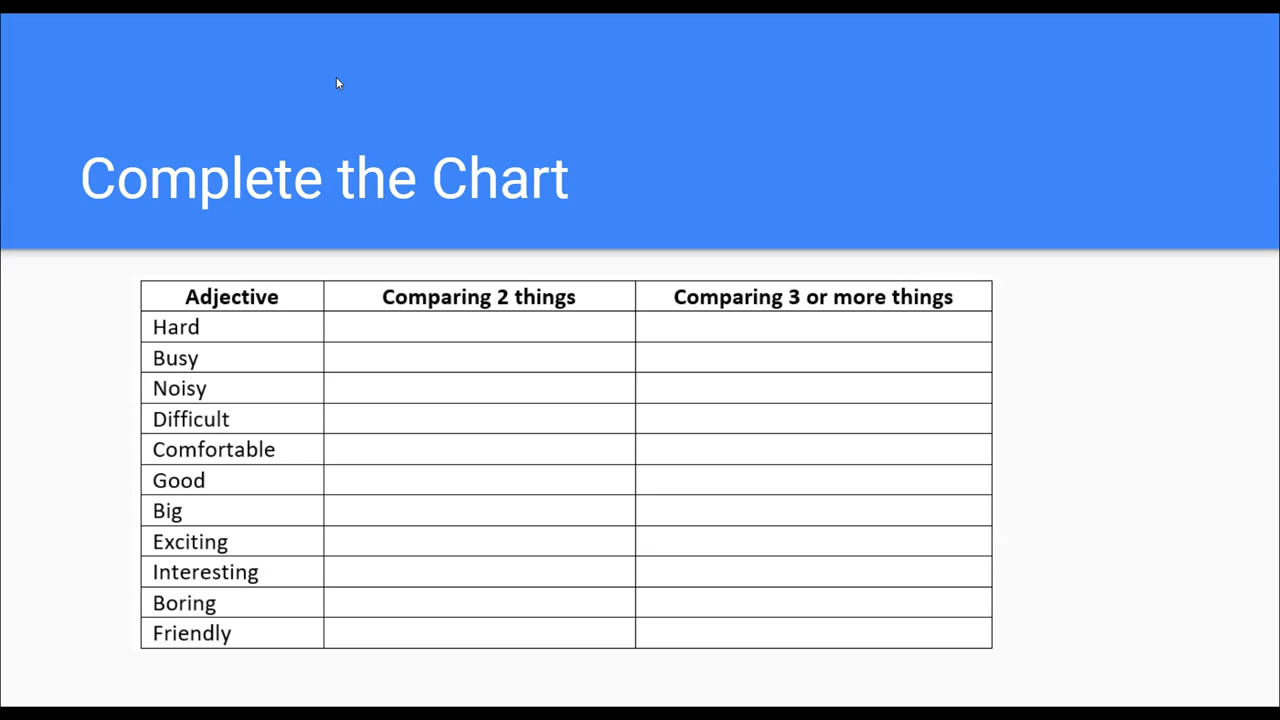 Complete the Chart
Adjective Comparing 2 things Comparing 3 or more things
Hard
Busy
Noisy
Difficult
Comfortable
Good
Big
Exciting
Interesting
Boring
Friendly